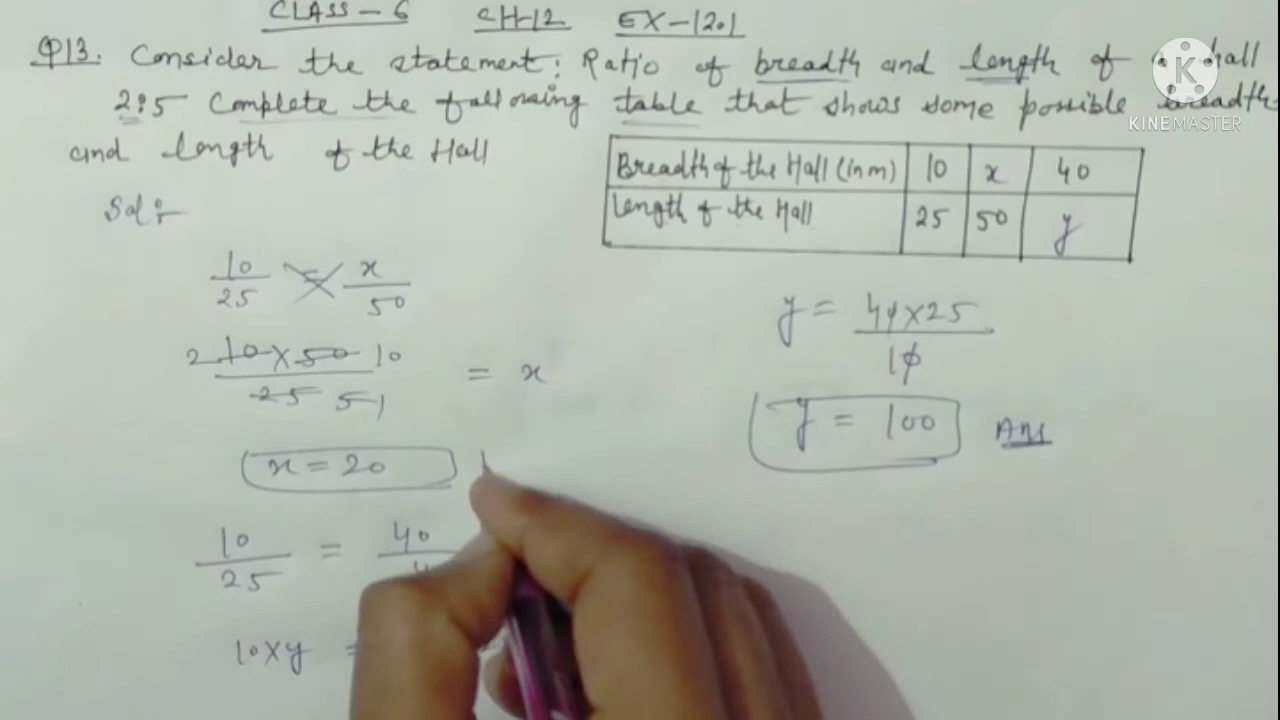 CLASS - 6 CH-12 EX-12.1
Q13. Consider the statement: Ratio of breadth and length of a hall
2:5 Complete the following table that shows some possible breadth
and length of the Hall
Breadth of the Hall (in m) 10 x 40
Length of the Hall 25 50 y
Sol:-
10/25 = x/50
2 10 × 50 10 / 25 5 1 = x
x = 20
10/25 = 40/
10 × y =
y = 40 × 25 / 10
y = 100 Ans
K
KINEMASTER